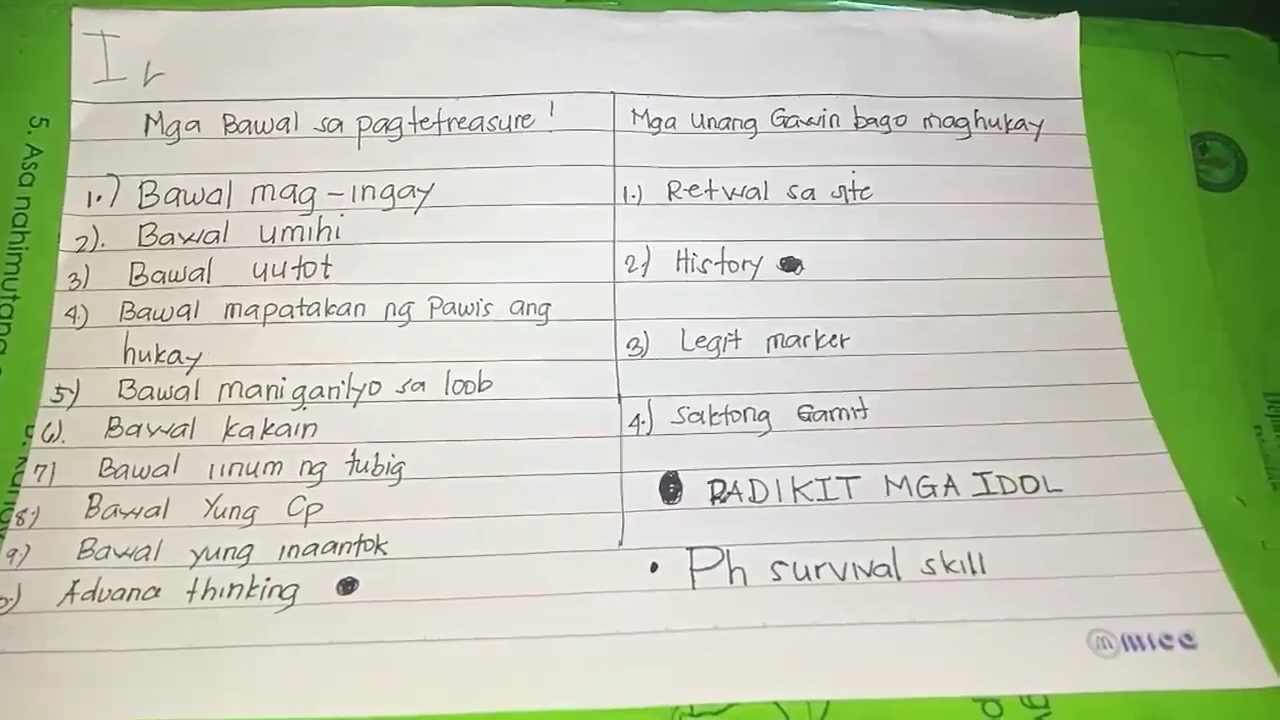 Mga Bawal sa pagtetreasure!
1.) Bawal mag-ingay
2). Bawal umihi
3) Bawal uutot
4.) Bawal mapatakan ng Pawis ang
hukay
5.) Bawal manigarilyo sa loob
6). Bawal kakain
7) Bawal iinum ng tubig
8.) Bawal Yung Cp
9.) Bawal yung inaantok
Advance thinking
Mga Unang Gawin bago maghukay
1.) Retwal sa site
2.) History
3) Legit marker
4.) Saktong Gamit
PADIKIT MGA IDOL
• Ph survival skill
micc
5. Asa nahimutang